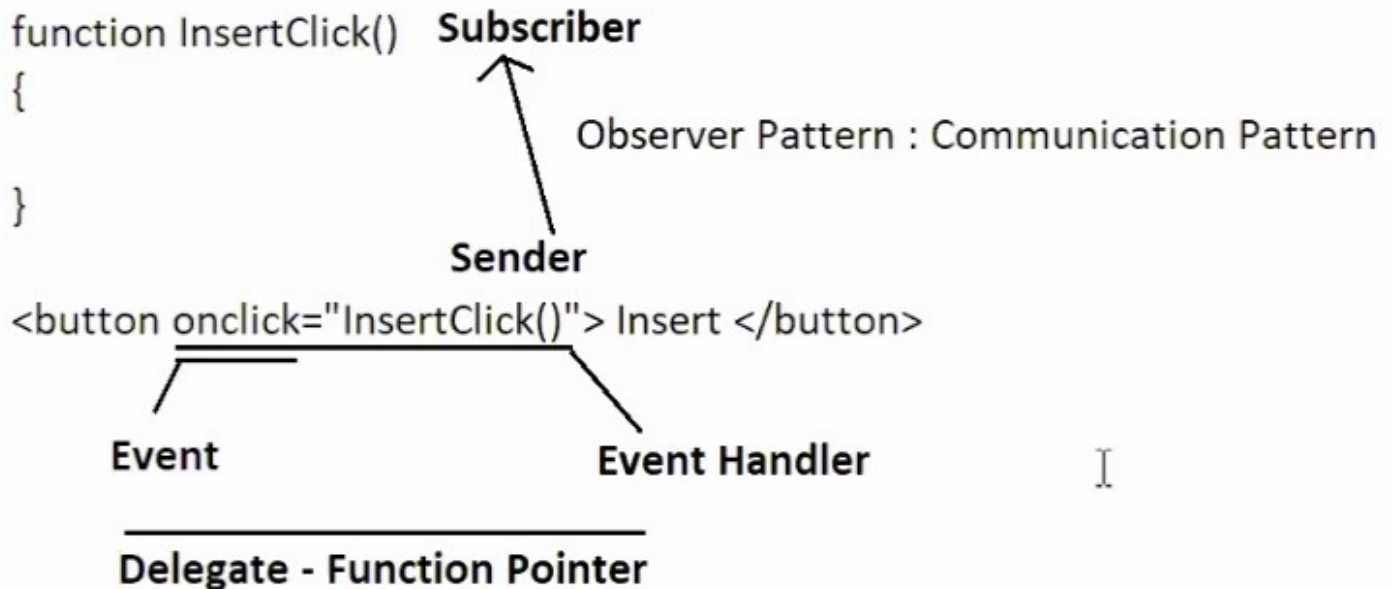 function InsertClick() Subscriber
{
Observer Pattern : Communication Pattern
}
Sender
<button onclick="InsertClick()"> Insert </button>
Event Event Handler
Delegate - Function Pointer